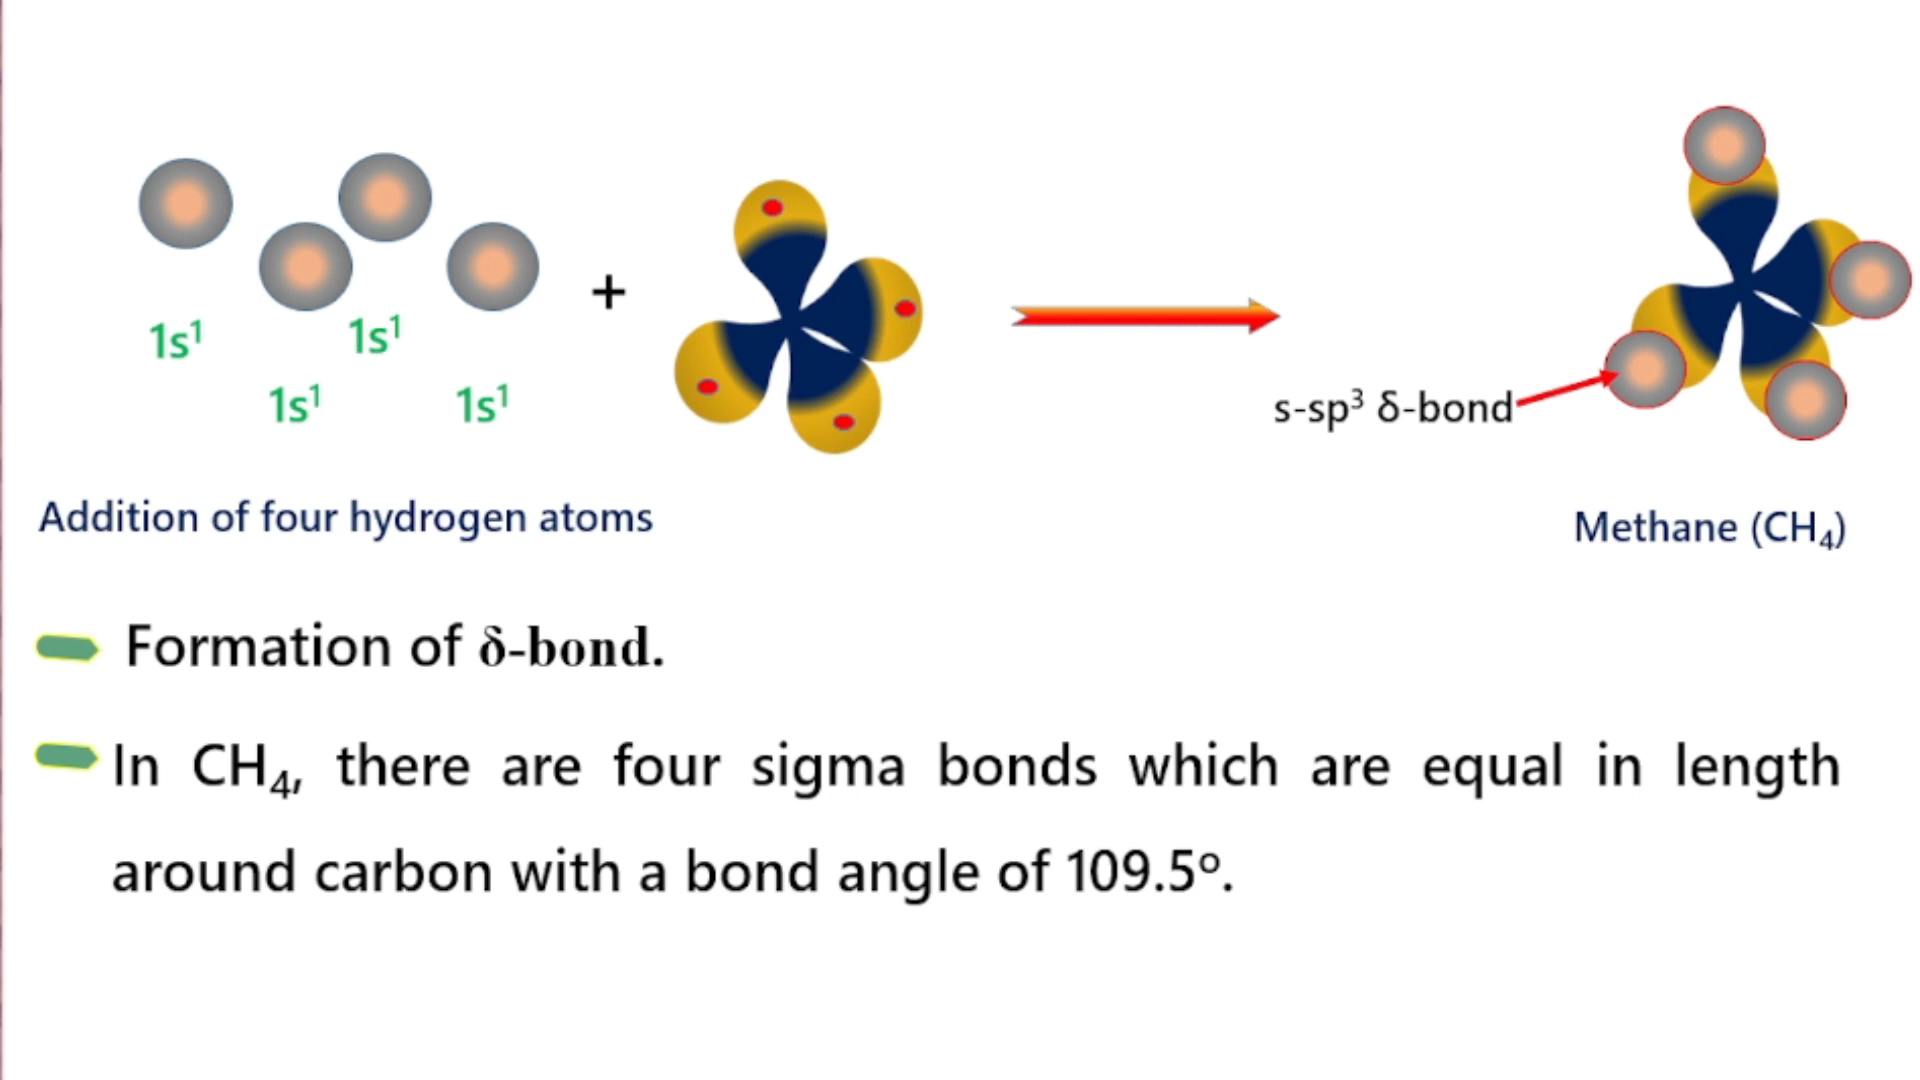 1s¹ 1s¹
1s¹ 1s¹
+
s-sp³ δ-bond
Addition of four hydrogen atoms
Methane (CH₄)
Formation of δ-bond.
In CH₄, there are four sigma bonds which are equal in length
around carbon with a bond angle of 109.5º.